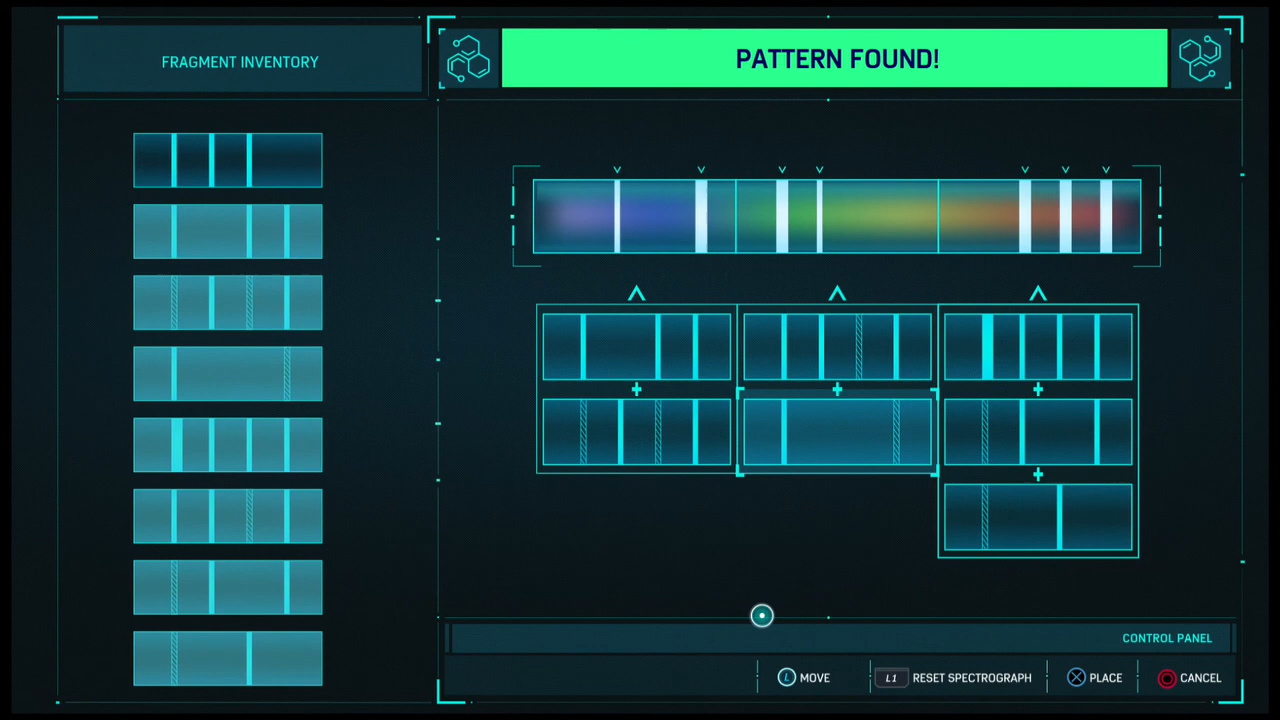 FRAGMENT INVENTORY
PATTERN FOUND!
CONTROL PANEL
L MOVE
L1 RESET SPECTROGRAPH
PLACE
CANCEL